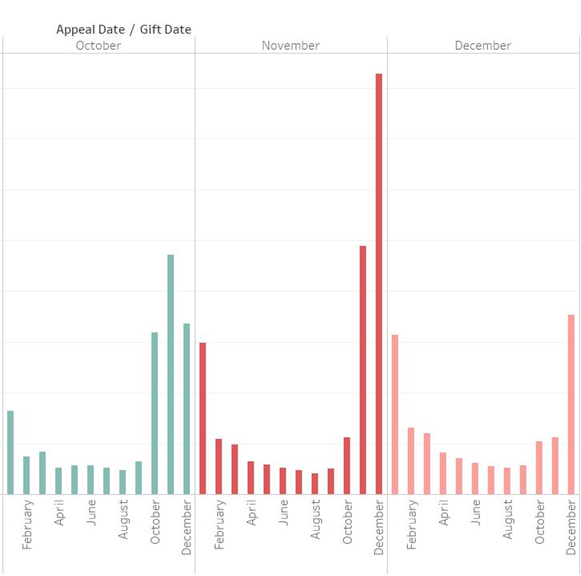 Appeal Date / Gift Date
October November December
February April June August October December February April June August October December February April June August October December